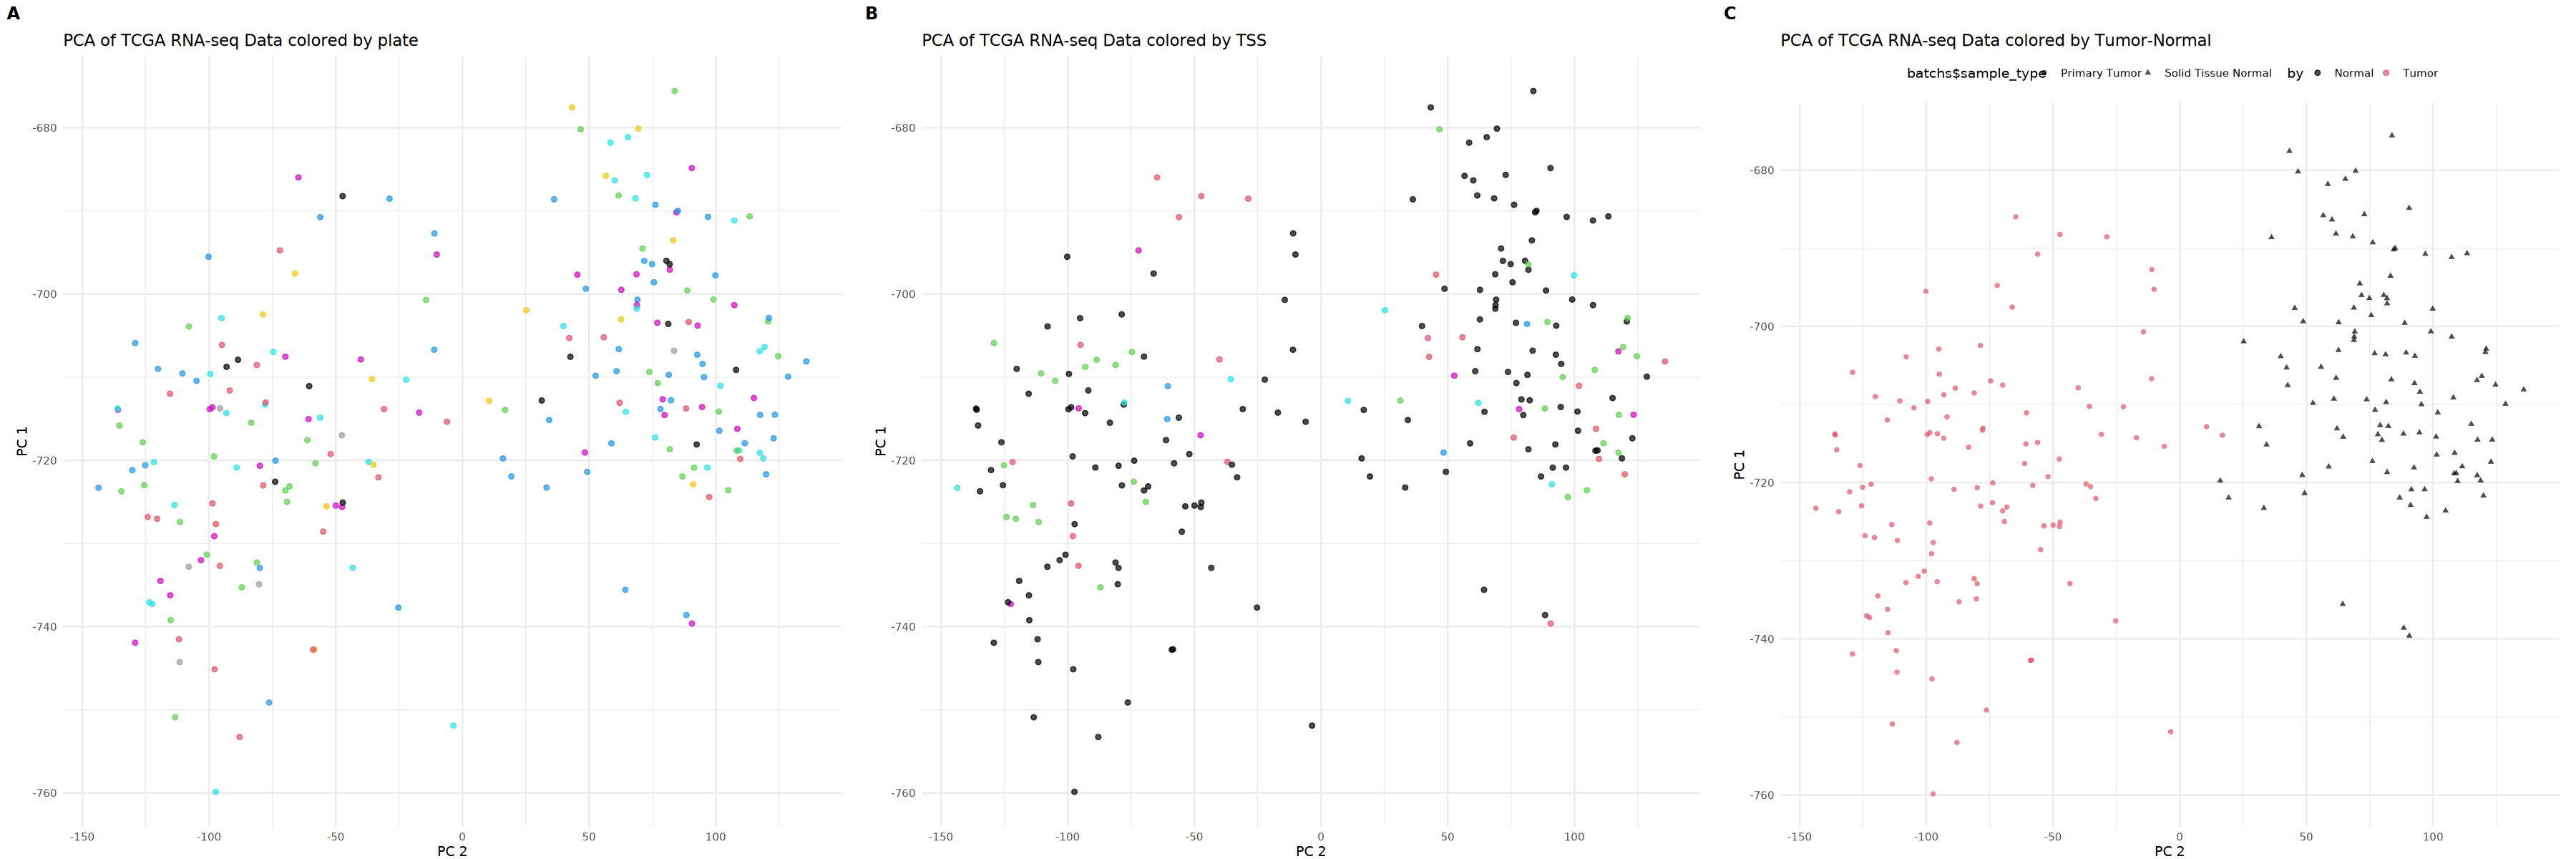 A
PCA of TCGA RNA-seq Data colored by plate
-680
-700
-720
-740
-760
PC 1
-150
-100
-50
0
50
100
PC 2
B
PCA of TCGA RNA-seq Data colored by TSS
-680
-700
-720
-740
-760
PC 1
-150
-100
-50
0
50
100
PC 2
C
PCA of TCGA RNA-seq Data colored by Tumor-Normal
batchs$sample_type Primary Tumor Solid Tissue Normal by Normal Tumor
-680
-700
-720
-740
-760
PC 1
-150
-100
-50
0
50
100
PC 2